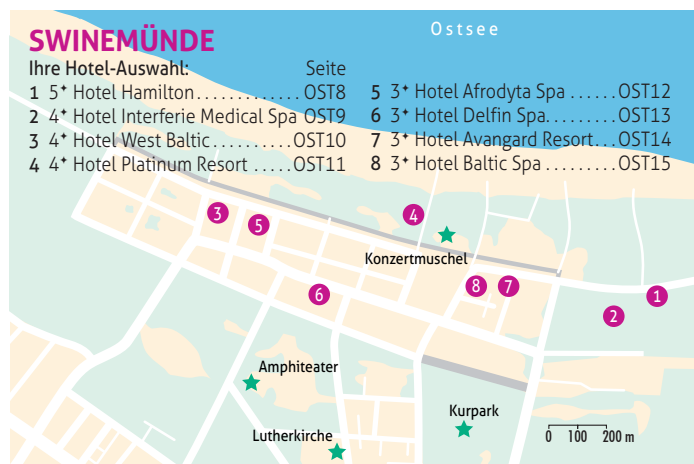 Ostsee
SWINEMÜNDE
Ihre Hotel-Auswahl: Seite
1 5✦ Hotel Hamilton............. OST8
2 4✦ Hotel Interferie Medical Spa OST9
3 4✦ Hotel West Baltic...........OST10
4 4✦ Hotel Platinum Resort .....OST11
5 3✦ Hotel Afrodyta Spa ......OST12
6 3✦ Hotel Delfin Spa.........OST13
7 3✦ Hotel Avangard Resort...OST14
8 3✦ Hotel Baltic Spa .........OST15
3
5
4
Konzertmuschel
6
8
7
1
2
Amphiteater
Kurpark
Lutherkirche
0 100 200 m